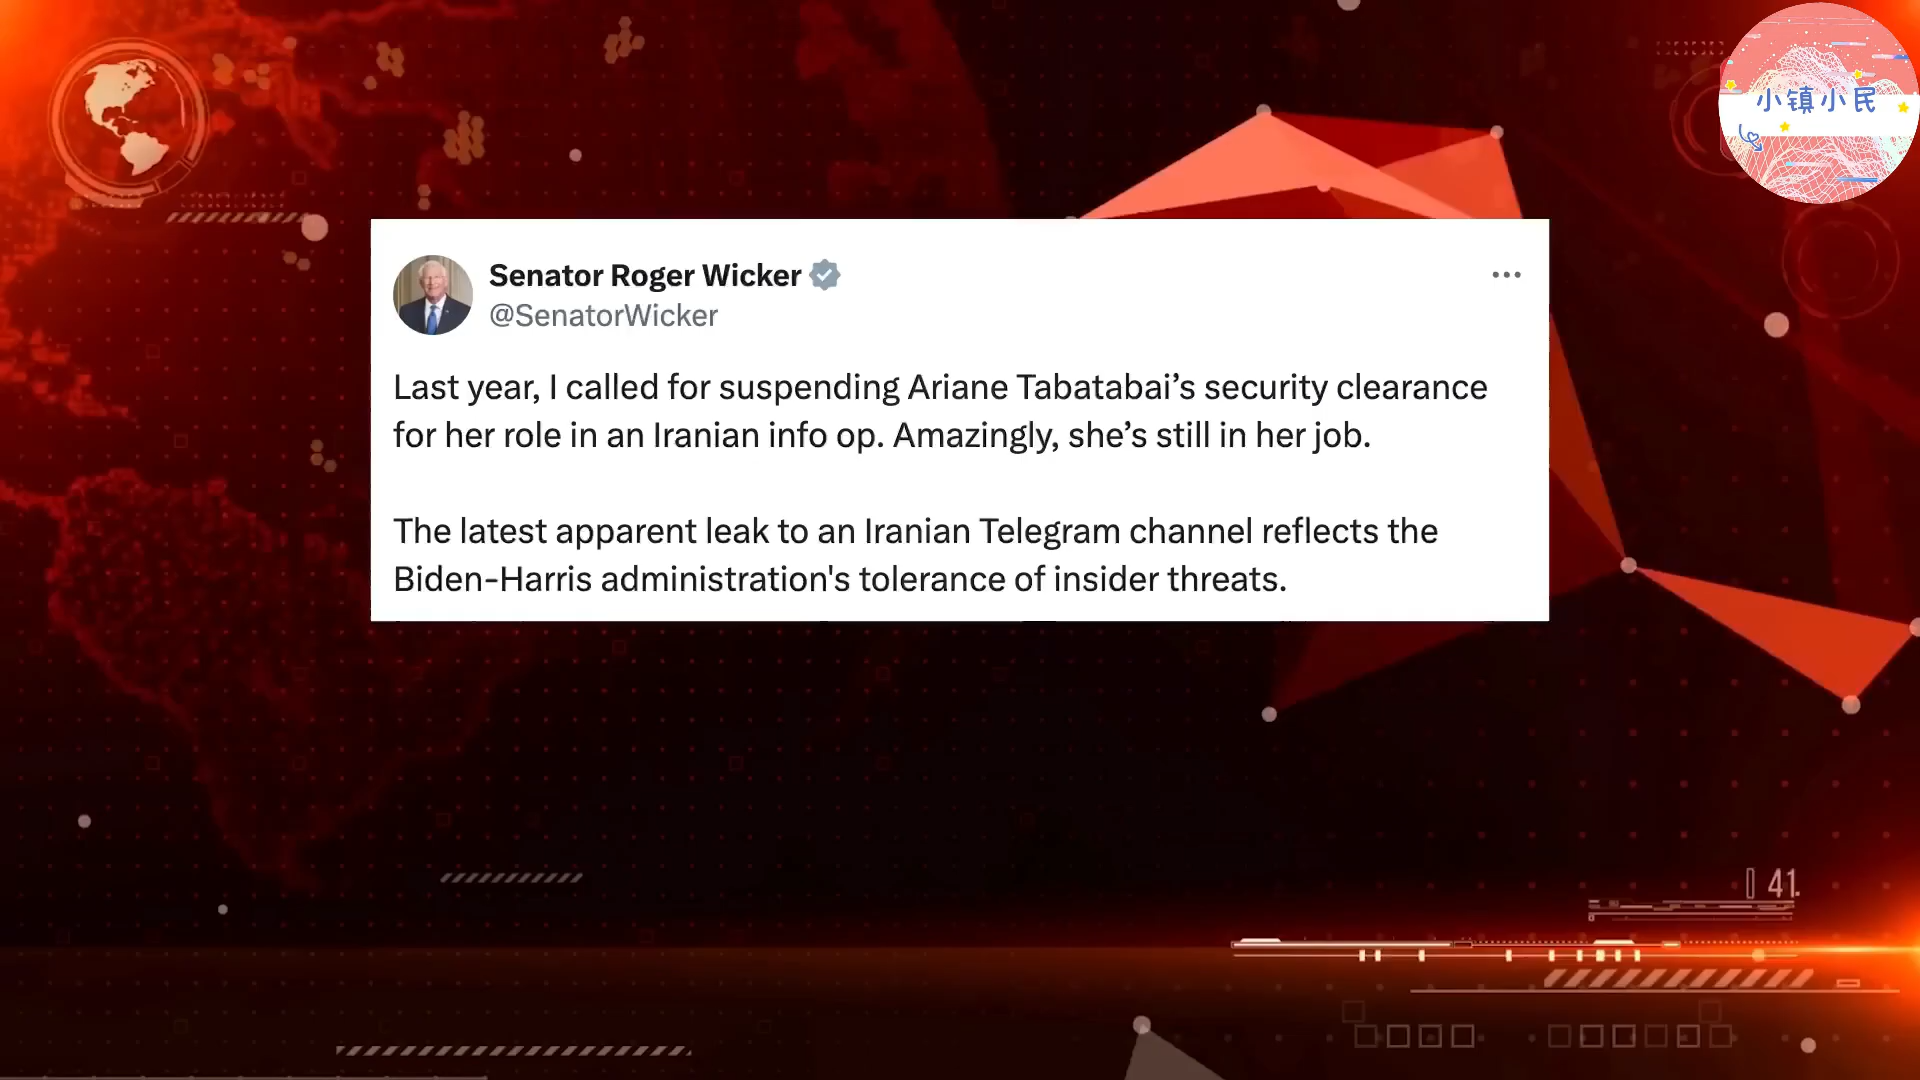 小镇小民
Senator Roger Wicker
@SenatorWicker
Last year, I called for suspending Ariane Tabatabai’s security clearance
for her role in an Iranian info op. Amazingly, she’s still in her job.
The latest apparent leak to an Iranian Telegram channel reflects the
Biden-Harris administration's tolerance of insider threats.
41